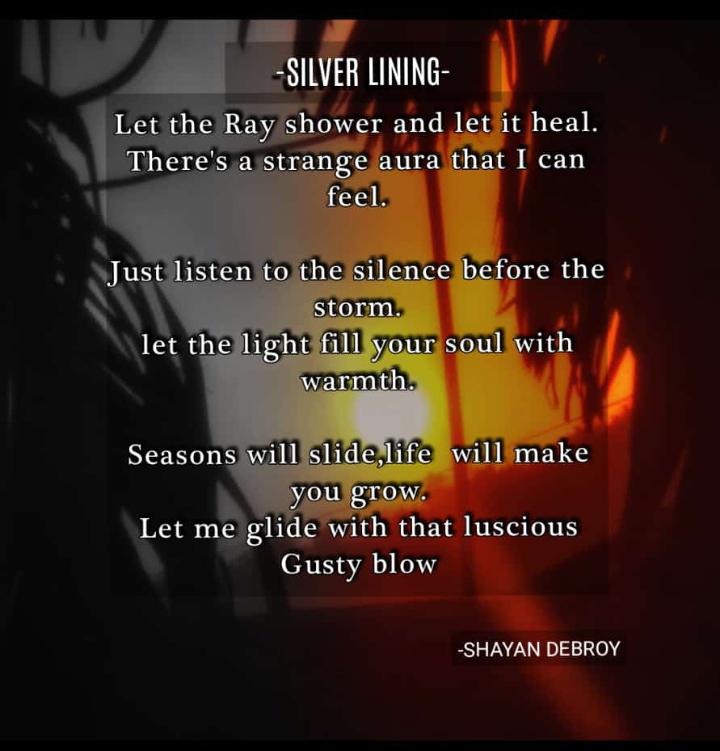 -SILVER LINING-
Let the Ray shower and let it heal.
There's a strange aura that I can
feel.
Just listen to the silence before the
storm.
let the light fill your soul with
warmth.
Seasons will slide,life  will make
you grow.
Let me glide with that luscious
Gusty blow
-SHAYAN DEBROY